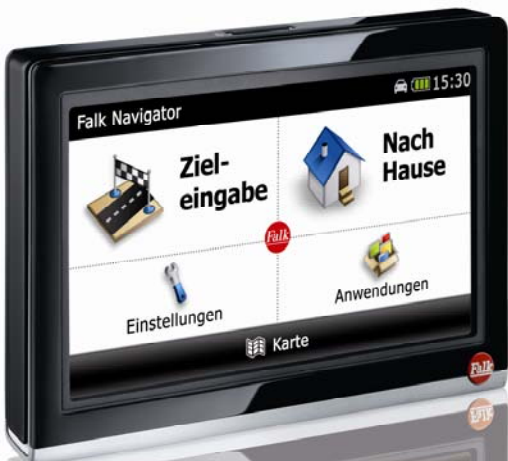 Falk Navigator
15:30
Ziel-
eingabe
Nach
Hause
Falk
Einstellungen
Anwendungen
Karte
Falk